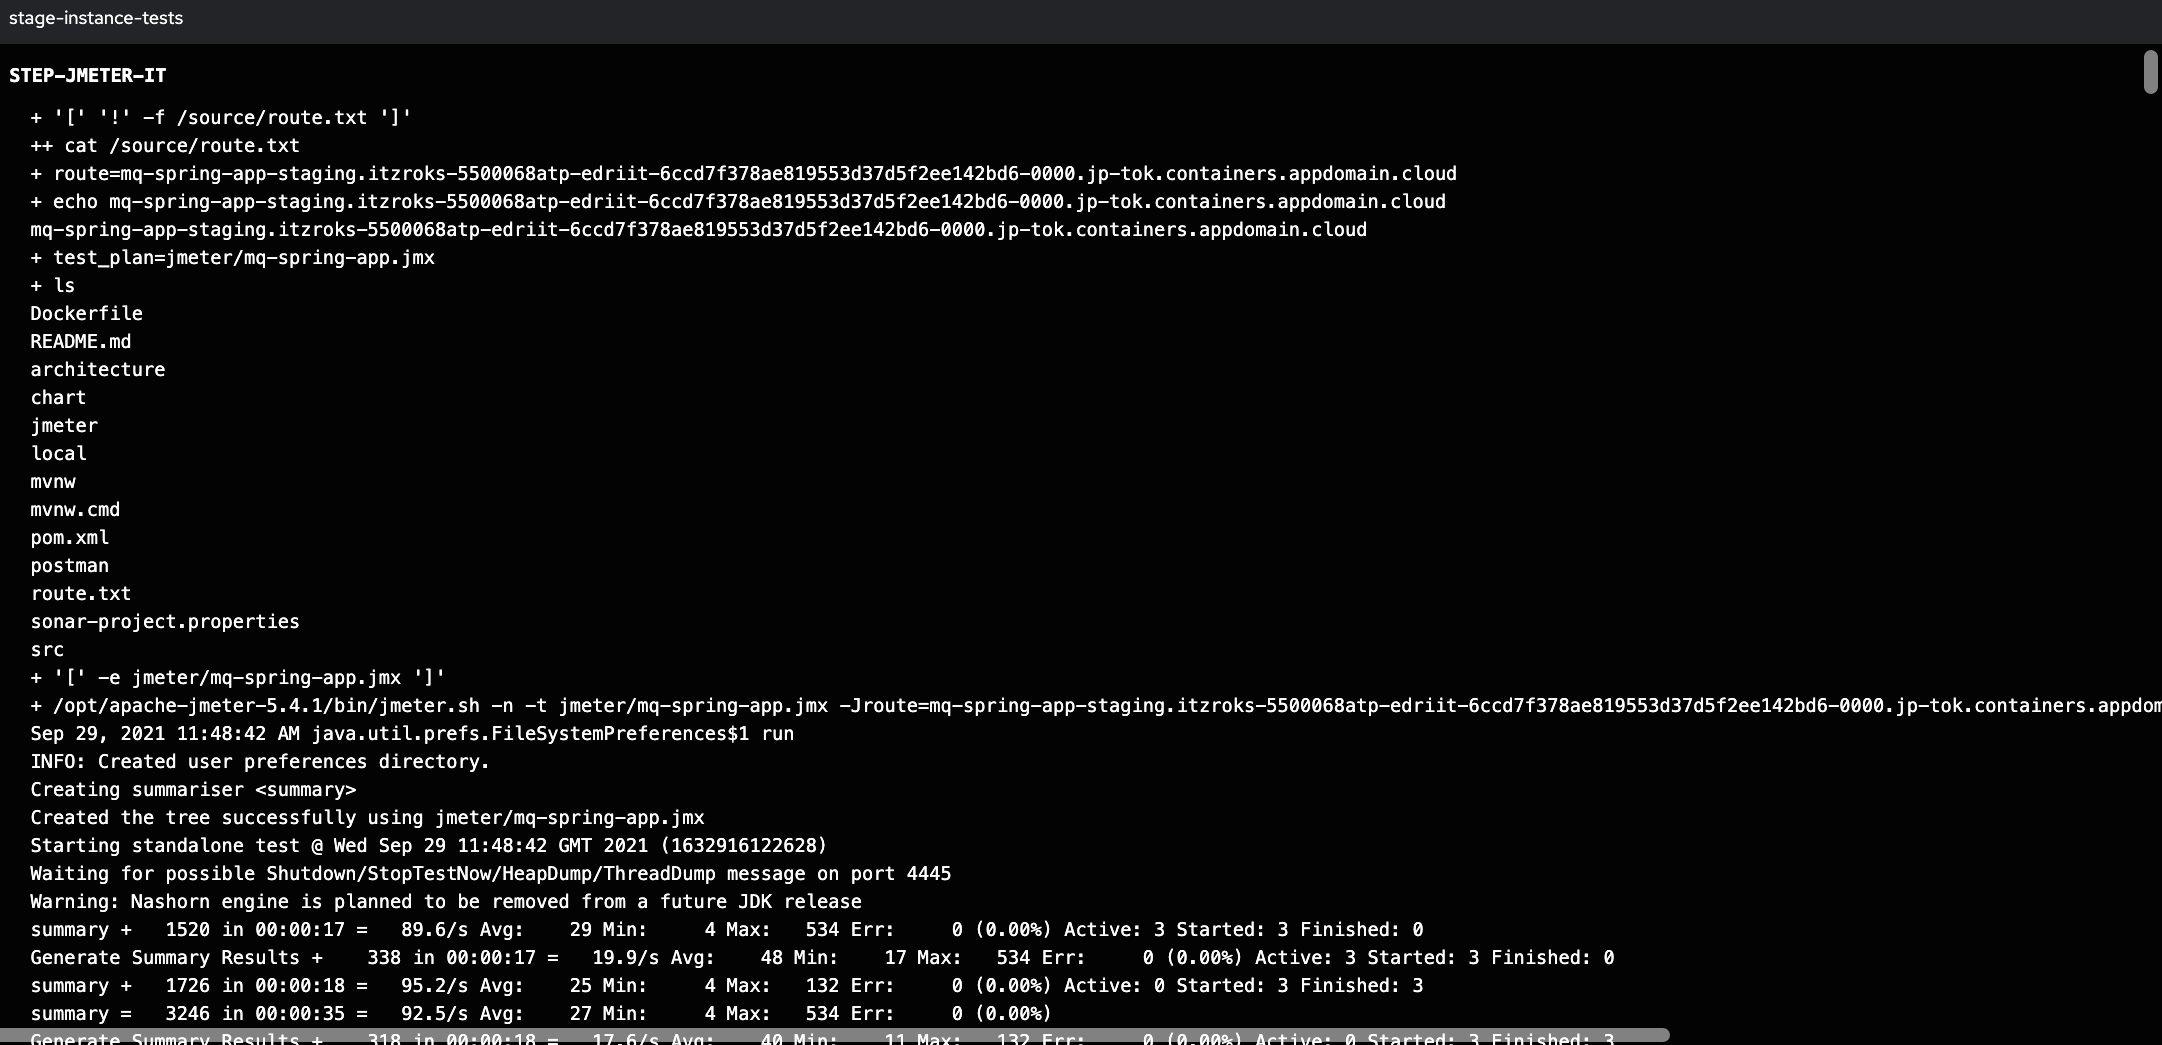 stage-instance-tests
STEP-JMETER-IT
+ '[' '!' -f /source/route.txt ']'
++ cat /source/route.txt
+ route=mq-spring-app-staging.itzroks-5500068atp-edriit-6ccd7f378ae819553d37d5f2ee142bd6-0000.jp-tok.containers.appdomain.cloud
+ echo mq-spring-app-staging.itzroks-5500068atp-edriit-6ccd7f378ae819553d37d5f2ee142bd6-0000.jp-tok.containers.appdomain.cloud
mq-spring-app-staging.itzroks-5500068atp-edriit-6ccd7f378ae819553d37d5f2ee142bd6-0000.jp-tok.containers.appdomain.cloud
+ test_plan=jmeter/mq-spring-app.jmx
+ ls
Dockerfile
README.md
architecture
chart
jmeter
local
mvnw
mvnw.cmd
pom.xml
postman
route.txt
sonar-project.properties
src
+ '[' -e jmeter/mq-spring-app.jmx ']'
+ /opt/apache-jmeter-5.4.1/bin/jmeter.sh -n -t jmeter/mq-spring-app.jmx -Jroute=mq-spring-app-staging.itzroks-5500068atp-edriit-6ccd7f378ae819553d37d5f2ee142bd6-0000.jp-tok.containers.appdom
Sep 29, 2021 11:48:42 AM java.util.prefs.FileSystemPreferences$1 run
INFO: Created user preferences directory.
Creating summariser <summary>
Created the tree successfully using jmeter/mq-spring-app.jmx
Starting standalone test @ Wed Sep 29 11:48:42 GMT 2021 (1632916122628)
Waiting for possible Shutdown/StopTestNow/HeapDump/ThreadDump message on port 4445
Warning: Nashorn engine is planned to be removed from a future JDK release
summary +   1520 in 00:00:17 =   89.6/s Avg:    29 Min:     4 Max:   534 Err:     0 (0.00%) Active: 3 Started: 3 Finished: 0
Generate Summary Results +    338 in 00:00:17 =   19.9/s Avg:    48 Min:    17 Max:   534 Err:     0 (0.00%) Active: 3 Started: 3 Finished: 0
summary +   1726 in 00:00:18 =   95.2/s Avg:    25 Min:     4 Max:   132 Err:     0 (0.00%) Active: 0 Started: 3 Finished: 3
summary =   3246 in 00:00:35 =   92.5/s Avg:    27 Min:     4 Max:   534 Err:     0 (0.00%)
Generate Summary Results +    318 in 00:00:18 =   17.6/s Avg:    40 Min:    11 Max:   132 Err:     0 (0.00%) Active: 0 Started: 3 Finished: 3